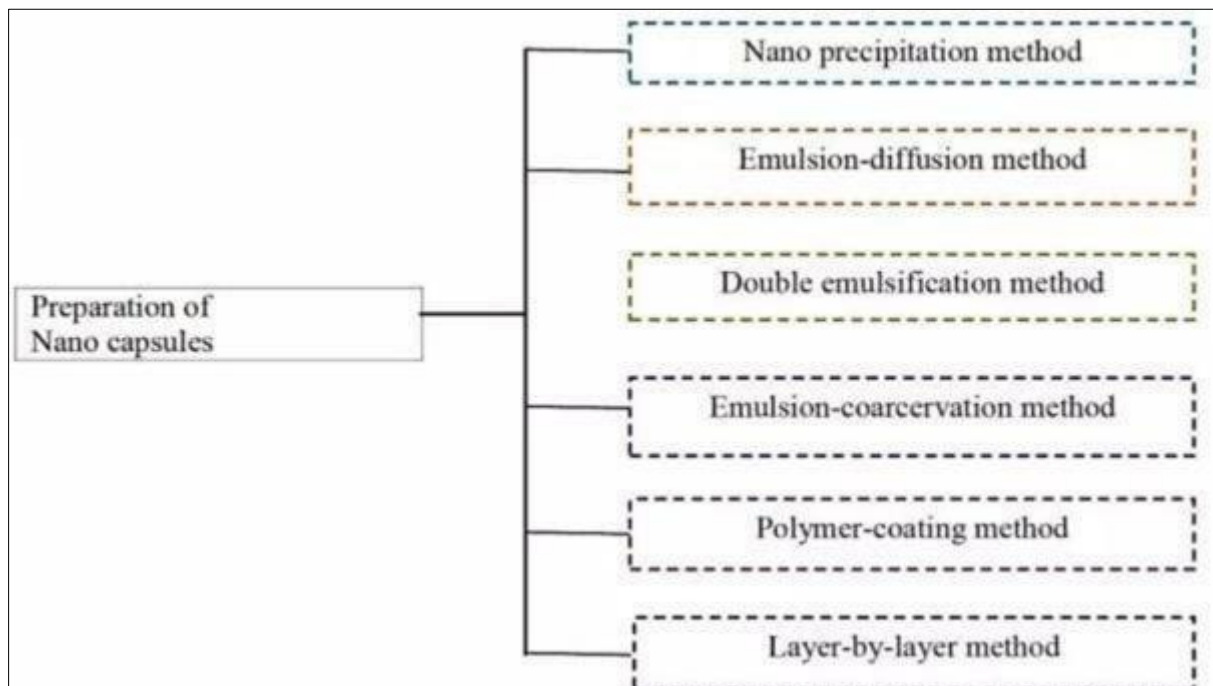 Nano precipitation method
Emulsion-diffusion method
Double emulsification method
Preparation of
Nano capsules
Emulsion-coarcervation method
Polymer-coating method
Layer-by-layer method